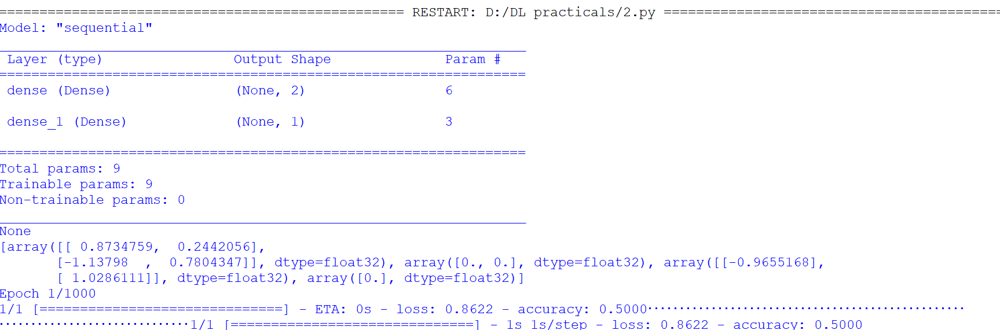 ================================================== RESTART: D:/DL practicals/2.py ==========================================
Model: "sequential"
_________________________________________________________________
Layer (type)                Output Shape              Param #
=================================================================
dense (Dense)               (None, 2)                 6
dense_1 (Dense)             (None, 1)                 3
=================================================================
Total params: 9
Trainable params: 9
Non-trainable params: 0
_________________________________________________________________
None
[array([[ 0.8734759,  0.2442056],
       [-1.13798  ,  0.7804347]], dtype=float32), array([0., 0.], dtype=float32), array([[-0.9655168],
       [ 1.0286111]], dtype=float32), array([0.], dtype=float32)]
Epoch 1/1000
1/1 [==============================] - ETA: 0s - loss: 0.8622 - accuracy: 0.5000
1/1 [==============================] - 1s 1s/step - loss: 0.8622 - accuracy: 0.5000